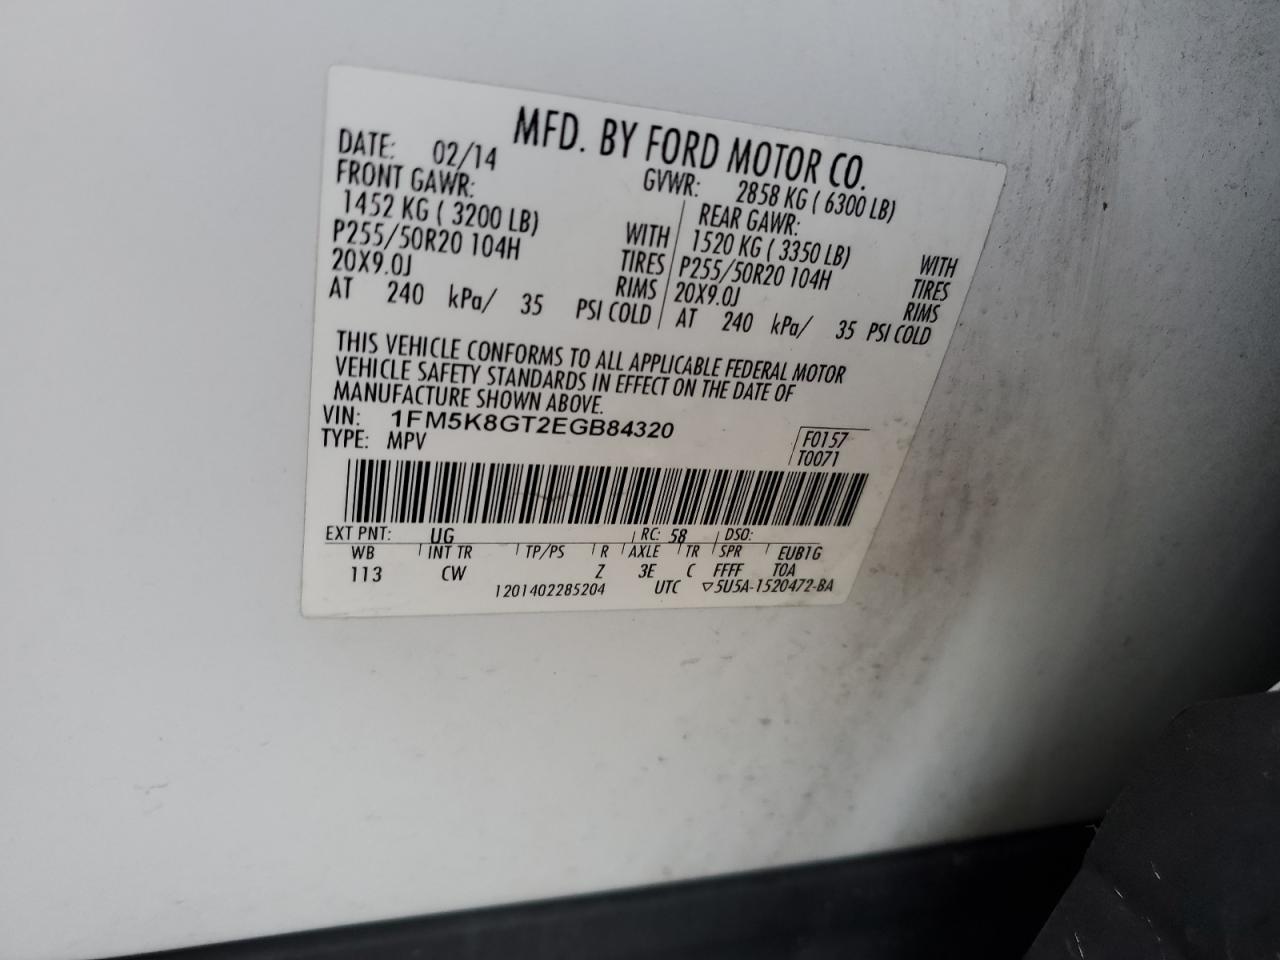 MFD. BY FORD MOTOR CO.
DATE: 02/14 GVWR: 2858 KG ( 6300 LB)
FRONT GAWR: REAR GAWR:
1452 KG ( 3200 LB) WITH 1520 KG ( 3350 LB) WITH
P255/50R20 104H TIRES P255/50R20 104H TIRES
20X9.0J RIMS 20X9.0J RIMS
AT 240 kPa/ 35 PSI COLD AT 240 kPa/ 35 PSI COLD
THIS VEHICLE CONFORMS TO ALL APPLICABLE FEDERAL MOTOR
VEHICLE SAFETY STANDARDS IN EFFECT ON THE DATE OF
MANUFACTURE SHOWN ABOVE.
VIN: 1FM5K8GT2EGB84320 F0157
TYPE: MPV T0071
EXT PNT: UG RC: 58 DSO:
WB INT TR TP/PS R AXLE TR SPR EUB1G
113 CW Z 3E C FFFF TOA
1201402285204 UTC ▽5U5A-1520472-BA